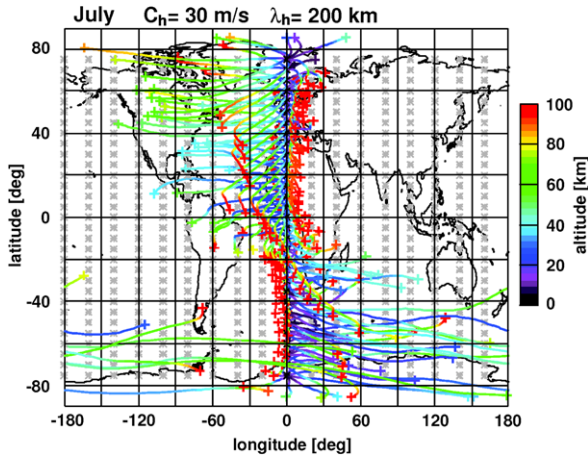 July C_h= 30 m/s λ_h= 200 km
80
40
0
-40
-80
latitude [deg]
-180 -120 -60 0 60 120 180
longitude [deg]
100
80
60
40
20
0
altitude [km]